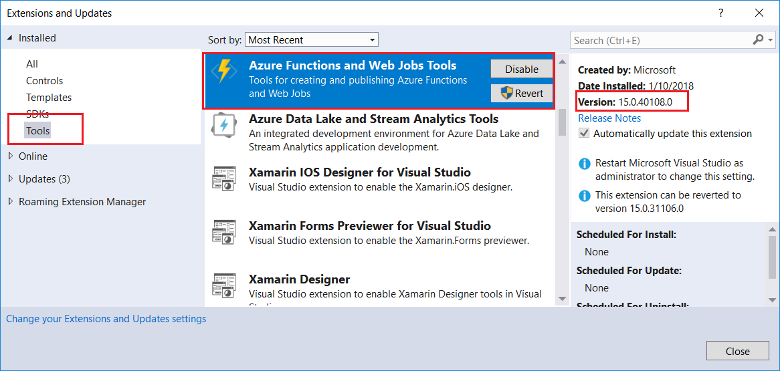 Extensions and Updates
? ×
Installed
All
Controls
Templates
SDKs
Tools
Online
Updates (3)
Roaming Extension Manager
Sort by: Most Recent
Azure Functions and Web Jobs Tools
Tools for creating and publishing Azure Functions
and Web Jobs
Disable
Revert
Azure Data Lake and Stream Analytics Tools
An integrated development environment for Azure Data Lake and
Stream Analytics application development.
Xamarin IOS Designer for Visual Studio
Visual Studio extension to enable the Xamarin.iOS designer.
Xamarin Forms Previewer for Visual Studio
Visual Studio extension to enable the Xamarin.Forms previewer.
Xamarin Designer
Visual Studio extension to enable Xamarin Designer tools in Visual
Search (Ctrl+E)
Created by: Microsoft
Date Installed: 1/10/2018
Version: 15.0.40108.0
Release Notes
Automatically update this extension
Restart Microsoft Visual Studio as
administrator to change this setting.
This extension can be reverted to
version 15.0.31106.0
Scheduled For Install:
None
Scheduled For Update:
None
Scheduled For Uninstall:
Change your Extensions and Updates settings
Close